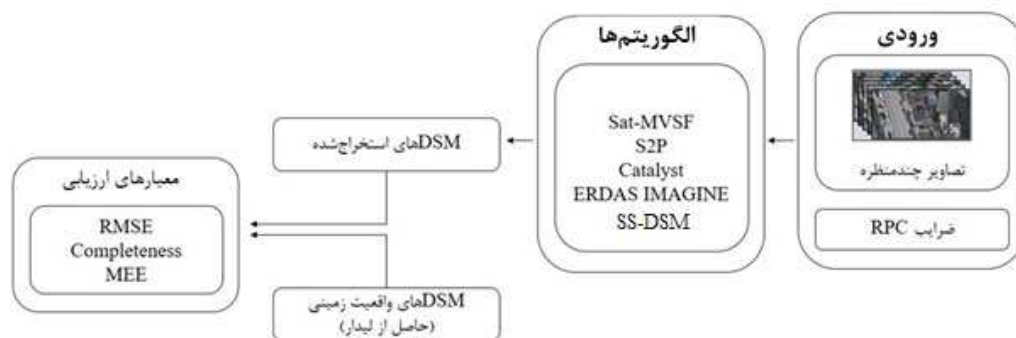 ورودی
تصاویر چندمنظره
ضرایب RPC
الگوریتم‌ها
Sat-MVSF
S2P
Catalyst
ERDAS IMAGINE
SS-DSM
DSMهای استخراج‌شده
DSMهای واقعیت زمینی
(حاصل از لیدار)
معیارهای ارزیابی
RMSE
Completeness
MEE